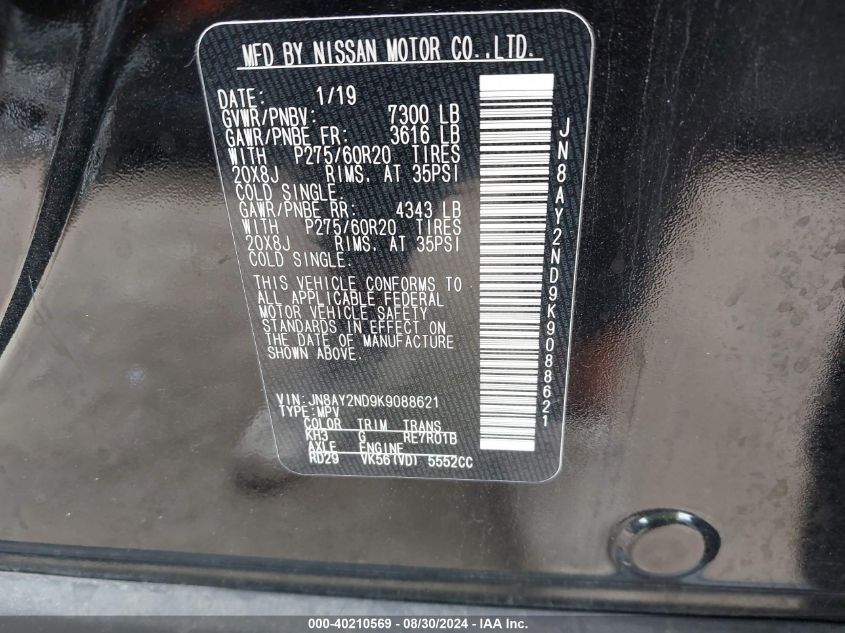 MFD BY NISSAN MOTOR CO.,LTD.
DATE: 1/19
GVWR/PNBV: 7300 LB
GAWR/PNBE FR: 3616 LB
WITH P275/60R20 TIRES
20X8J RIMS, AT 35PSI
COLD SINGLE.
GAWR/PNBE RR: 4343 LB
WITH P275/60R20 TIRES
20X8J RIMS, AT 35PSI
COLD SINGLE.
THIS VEHICLE CONFORMS TO
ALL APPLICABLE FEDERAL
MOTOR VEHICLE SAFETY
STANDARDS IN EFFECT ON
THE DATE OF MANUFACTURE
SHOWN ABOVE.
VIN: JN8AY2ND9K9088621
TYPE:MPV
COLOR TRIM TRANS
KH3 G RE7R01B
AXLE ENGINE
RD29 VK56(VD) 5552CC
JN8AY2ND9K9088621
000-40210569 — 08/30/2024 — IAA Inc.